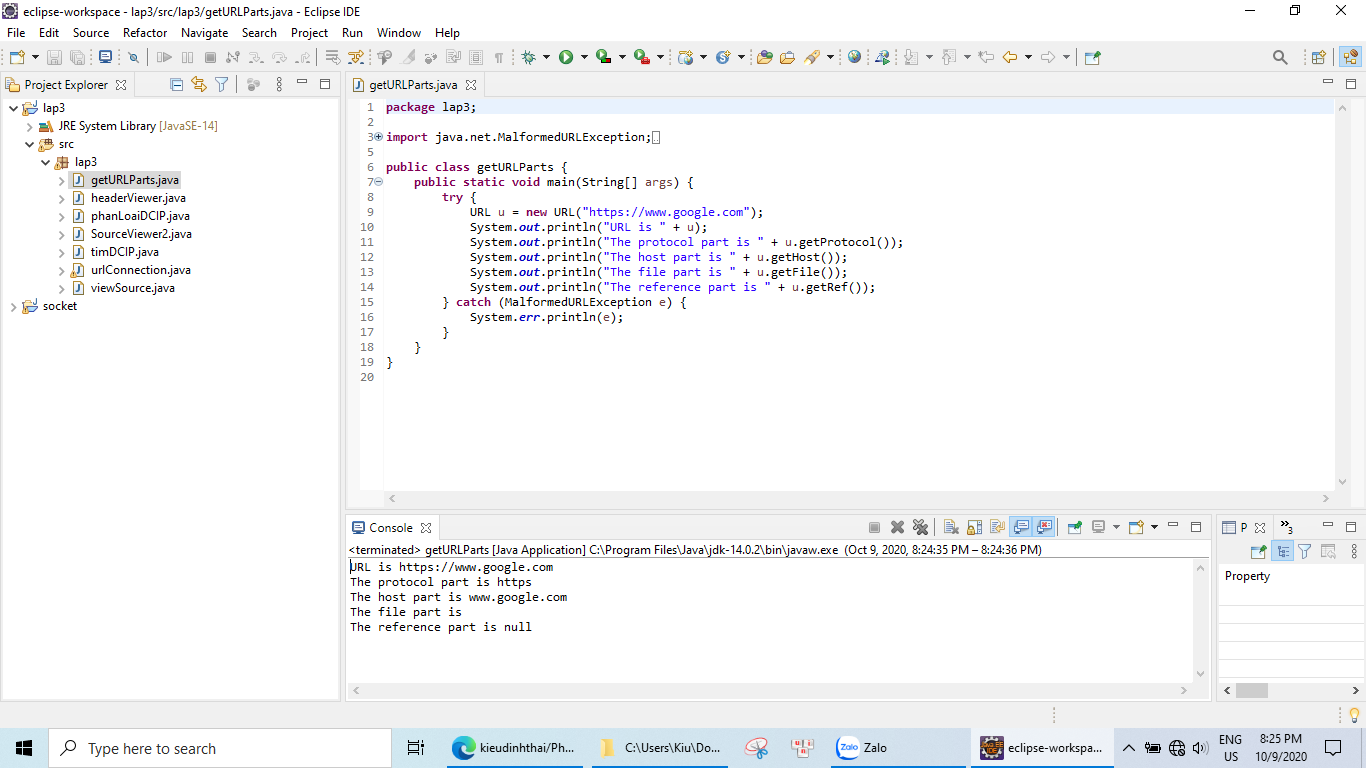 eclipse-workspace - lap3/src/lap3/getURLParts.java - Eclipse IDE
File Edit Source Refactor Navigate Search Project Run Window Help
Project Explorer
lap3
JRE System Library [JavaSE-14]
src
lap3
getURLParts.java
headerViewer.java
phanLoaiDCIP.java
SourceViewer2.java
timDCIP.java
urlConnection.java
viewSource.java
socket
getURLParts.java
1 package lap3;
2
3 import java.net.MalformedURLException;
5
6 public class getURLParts {
7 public static void main(String[] args) {
8 try {
9 URL u = new URL("https://www.google.com");
10 System.out.println("URL is " + u);
11 System.out.println("The protocol part is " + u.getProtocol());
12 System.out.println("The host part is " + u.getHost());
13 System.out.println("The file part is " + u.getFile());
14 System.out.println("The reference part is " + u.getRef());
15 } catch (MalformedURLException e) {
16 System.err.println(e);
17 }
18 }
19 }
20
Console
<terminated> getURLParts [Java Application] C:\Program Files\Java\jdk-14.0.2\bin\javaw.exe (Oct 9, 2020, 8:24:35 PM – 8:24:36 PM)
URL is https://www.google.com
The protocol part is https
The host part is www.google.com
The file part is
The reference part is null
P
3
Property
Type here to search
kieudinhthai/Ph...
C:\Users\Kiu\Do...
Zalo
Zalo
eclipse-workspa...
ENG
US
8:25 PM
10/9/2020